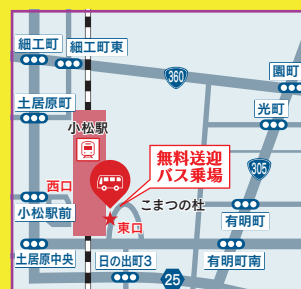 細工町
細工町東
360
園町
土居原町
光町
小松駅
無料送迎
バス乗場
305
西口
こまつの杜
小松駅前
東口
有明町
土居原中央
日の出町3
有明町南
25